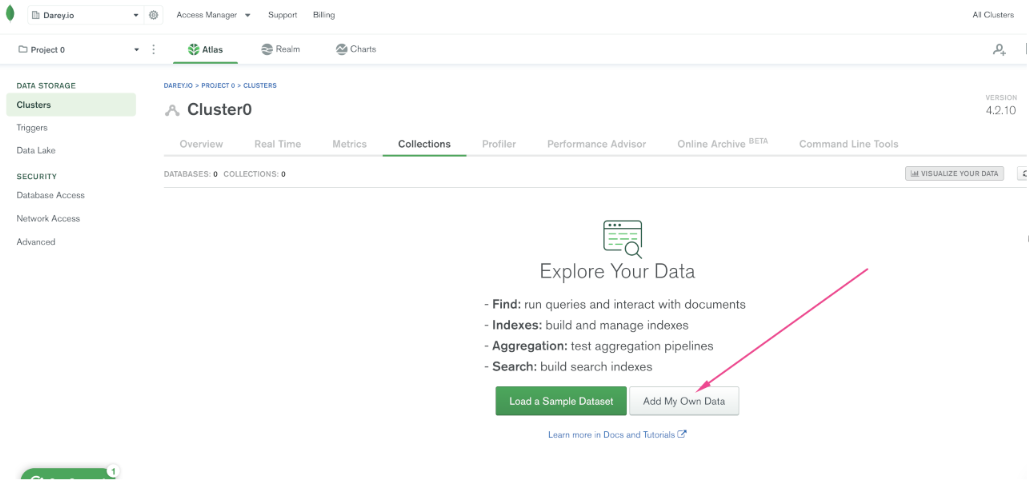 Darey.io Access Manager Support Billing All Clusters
Project 0 Atlas Realm Charts
DATA STORAGE
Clusters
Triggers
Data Lake
SECURITY
Database Access
Network Access
Advanced
DAREY.IO > PROJECT 0 > CLUSTERS
Cluster0
VERSION
4.2.10
Overview Real Time Metrics Collections Profiler Performance Advisor Online Archive BETA Command Line Tools
DATABASES: 0 COLLECTIONS: 0
VISUALIZE YOUR DATA
Explore Your Data
- Find: run queries and interact with documents
- Indexes: build and manage indexes
- Aggregation: test aggregation pipelines
- Search: build search indexes
Load a Sample Dataset Add My Own Data
Learn more in Docs and Tutorials
1